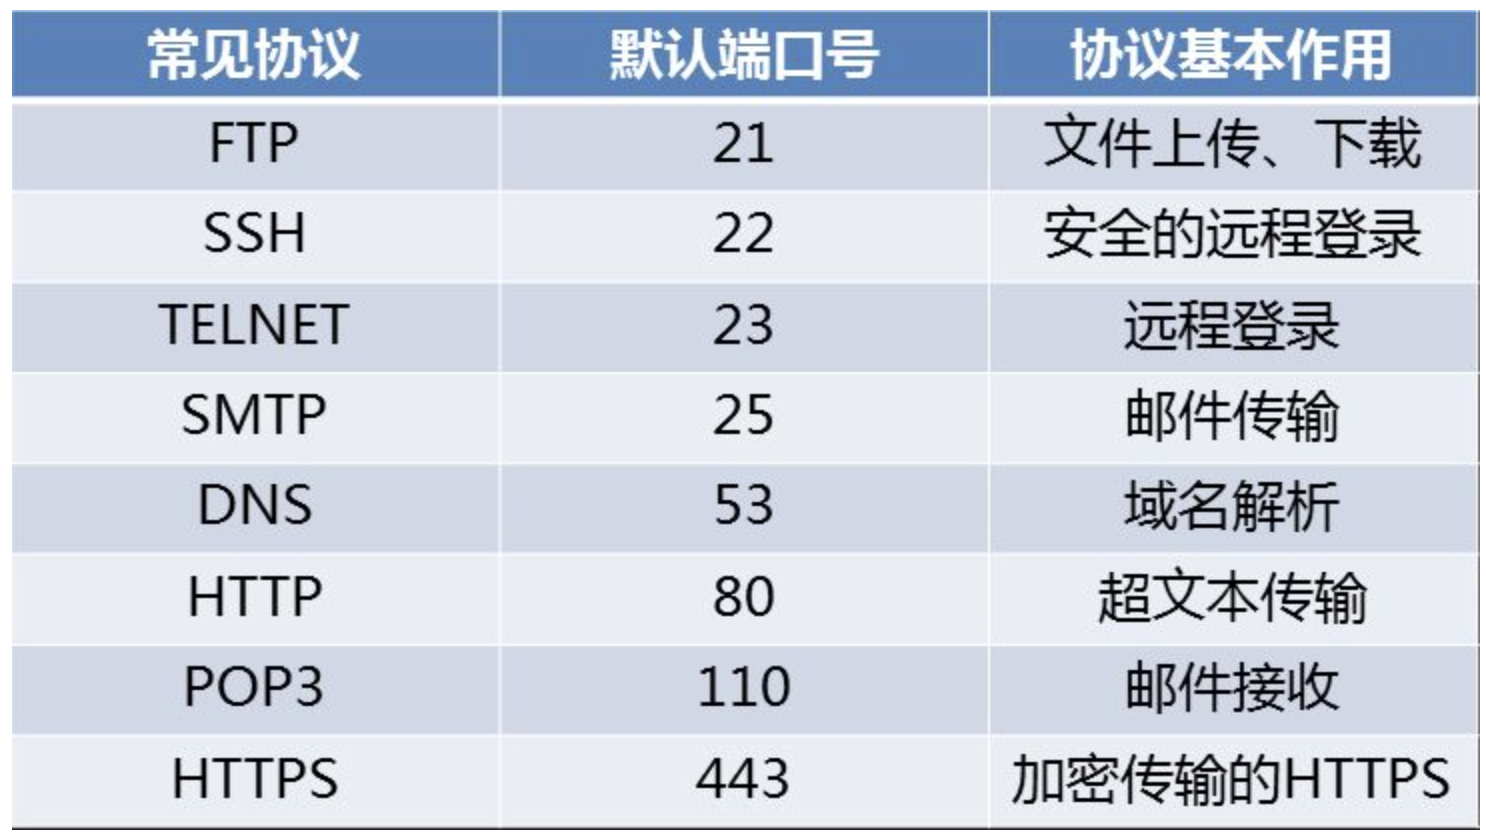 常见协议 默认端口号 协议基本作用
FTP 21 文件上传、下载
SSH 22 安全的远程登录
TELNET 23 远程登录
SMTP 25 邮件传输
DNS 53 域名解析
HTTP 80 超文本传输
POP3 110 邮件接收
HTTPS 443 加密传输的HTTPS